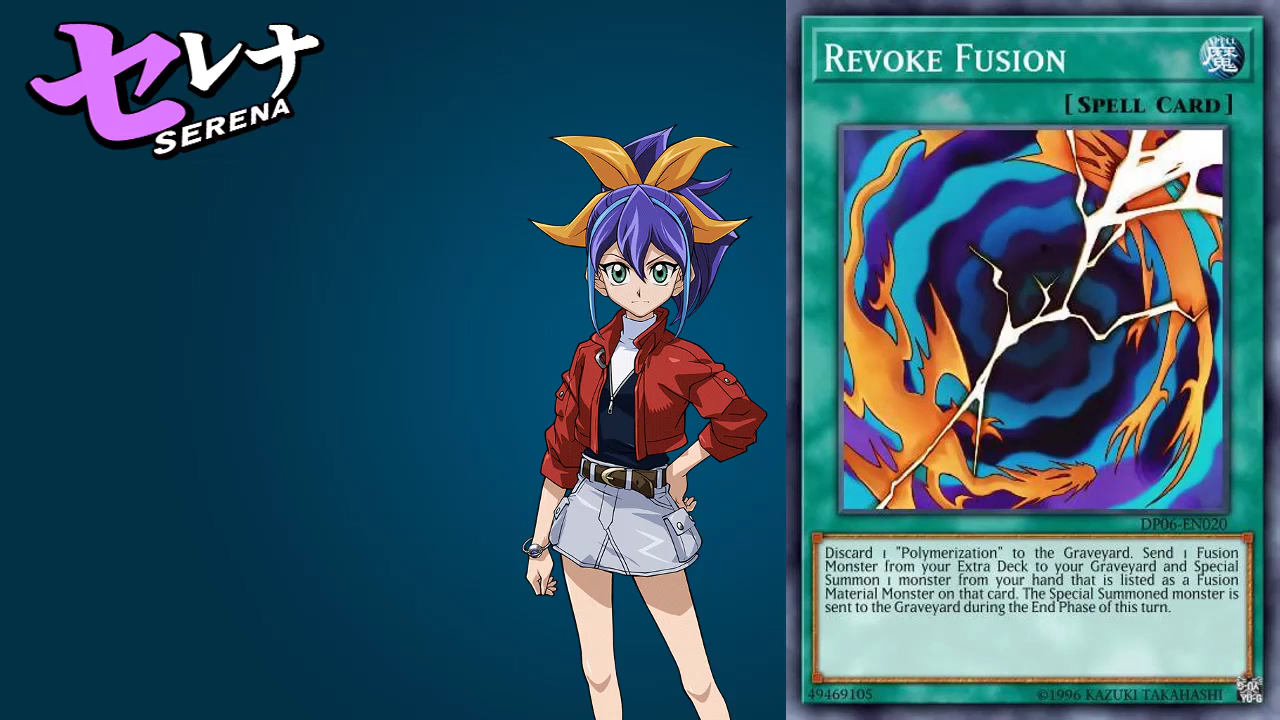 セレナ
SERENA
REVOKE FUSION
SPELL
魔
[ SPELL CARD ]
DP06-EN020
Discard 1 "Polymerization" to the Graveyard. Send 1 Fusion
Monster from your Extra Deck to your Graveyard and Special
Summon 1 monster from your hand that is listed as a Fusion
Material Monster on that card. The Special Summoned monster is
sent to the Graveyard during the End Phase of this turn.
49469105
©1996 KAZUKI TAKAHASHI